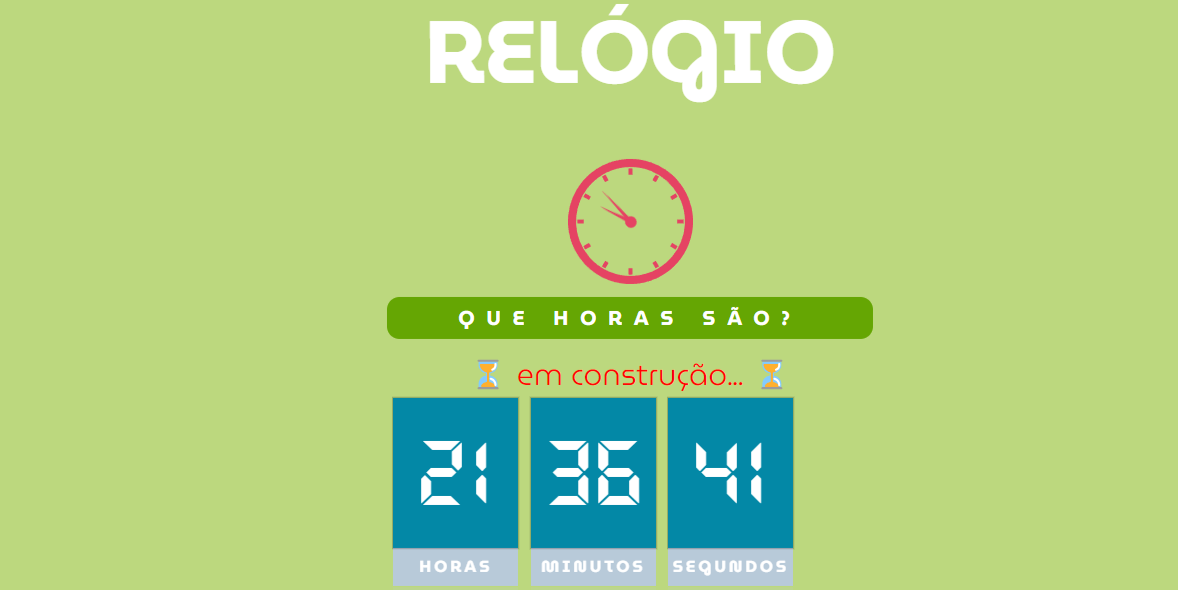 RELÓGIO
QUE HORAS SÃO?
⏳ em construção... ⏳
21 36 41
HORAS MINUTOS SEGUNDOS